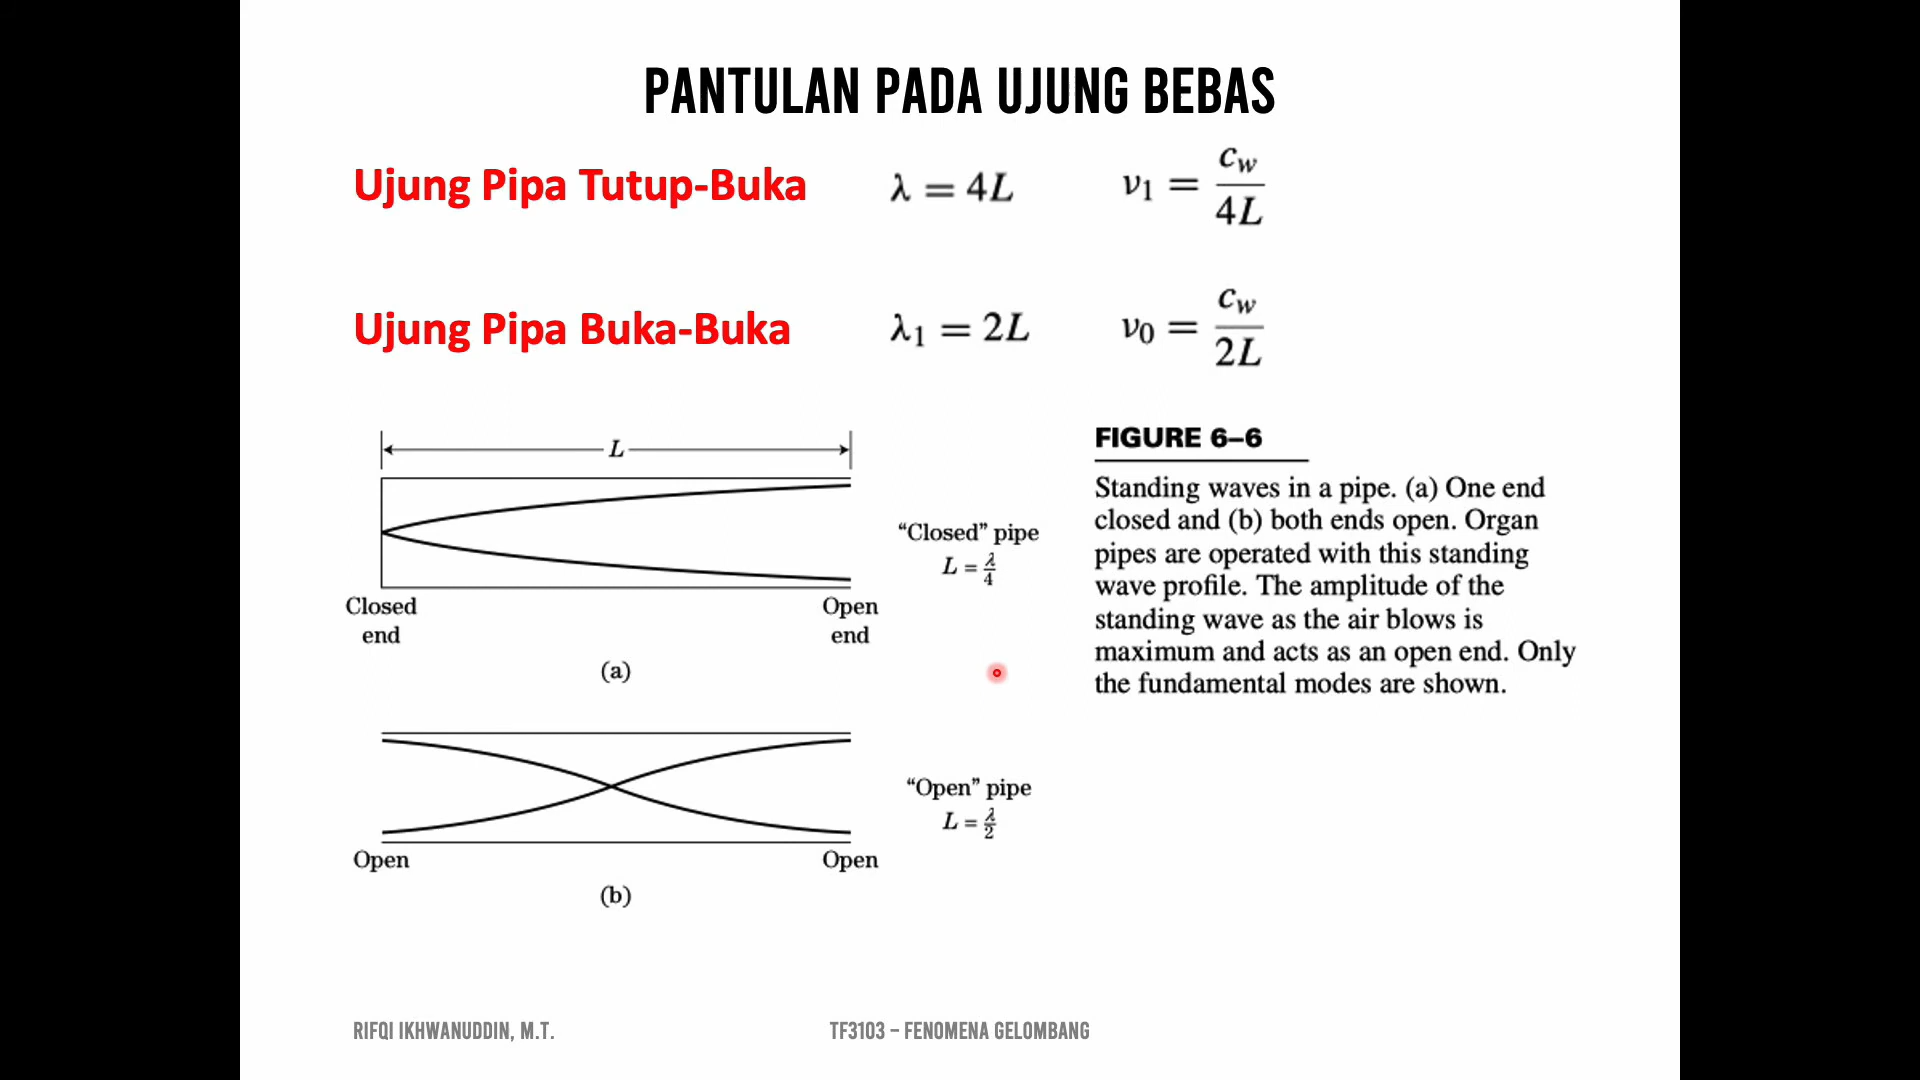 PANTULAN PADA UJUNG BEBAS
Ujung Pipa Tutup-Buka λ = 4L ν₁ = c_w / 4L
Ujung Pipa Buka-Buka λ₁ = 2L ν₀ = c_w / 2L
L
"Closed" pipe
L = λ/4
Closed
end
Open
end
(a)
"Open" pipe
L = λ/2
Open
Open
(b)
FIGURE 6–6
Standing waves in a pipe. (a) One end
closed and (b) both ends open. Organ
pipes are operated with this standing
wave profile. The amplitude of the
standing wave as the air blows is
maximum and acts as an open end. Only
the fundamental modes are shown.
RIFQI IKHWANUDDIN, M.T.
TF3103 – FENOMENA GELOMBANG